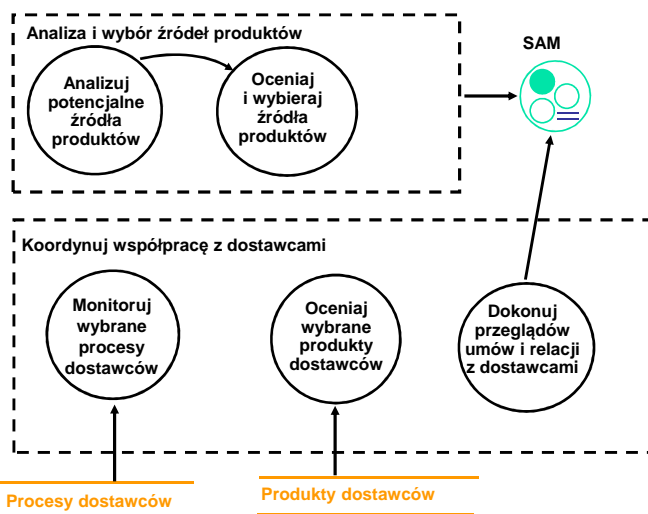 Analiza i wybór źródeł produktów
SAM
Analizuj
potencjalne
źródła
produktów
Oceniaj
i wybieraj
źródła
produktów
Koordynuj współpracę z dostawcami
Monitoruj
wybrane
procesy
dostawców
Oceniaj
wybrane
produkty
dostawców
Dokonuj
przeglądów
umów i relacji
z dostawcami
Procesy dostawców
Produkty dostawców